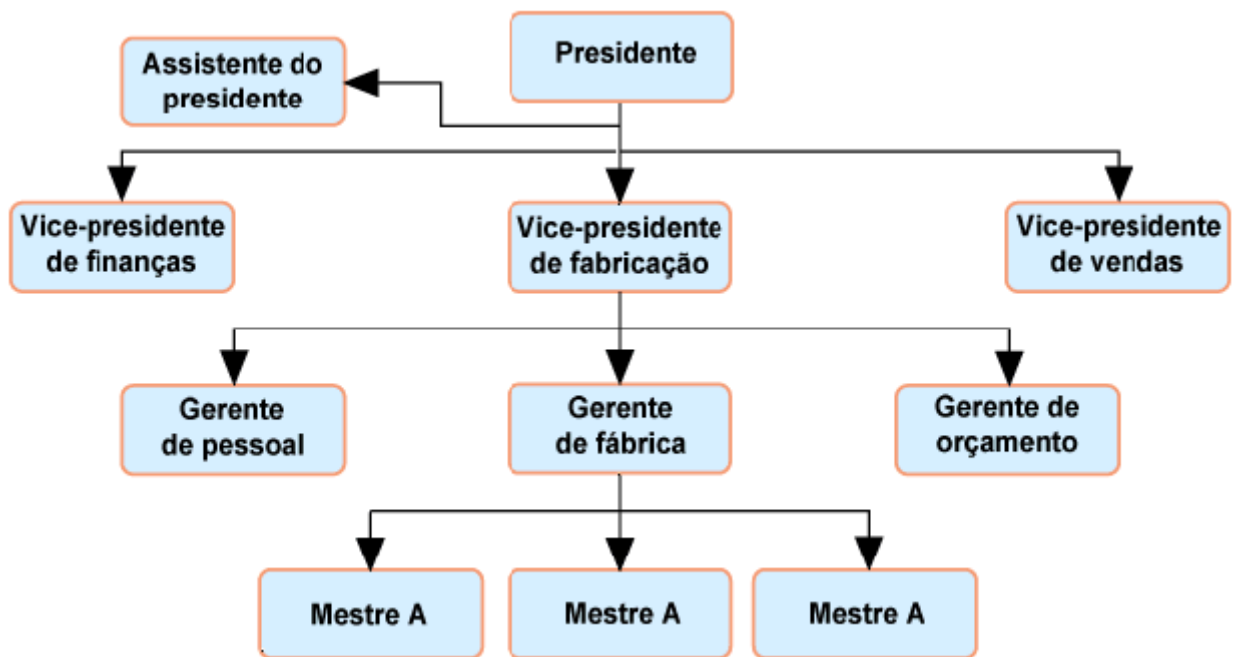 Presidente
Assistente do
presidente
Vice-presidente
de finanças
Vice-presidente
de fabricação
Vice-presidente
de vendas
Gerente
de pessoal
Gerente
de fábrica
Gerente de
orçamento
Mestre A
Mestre A
Mestre A